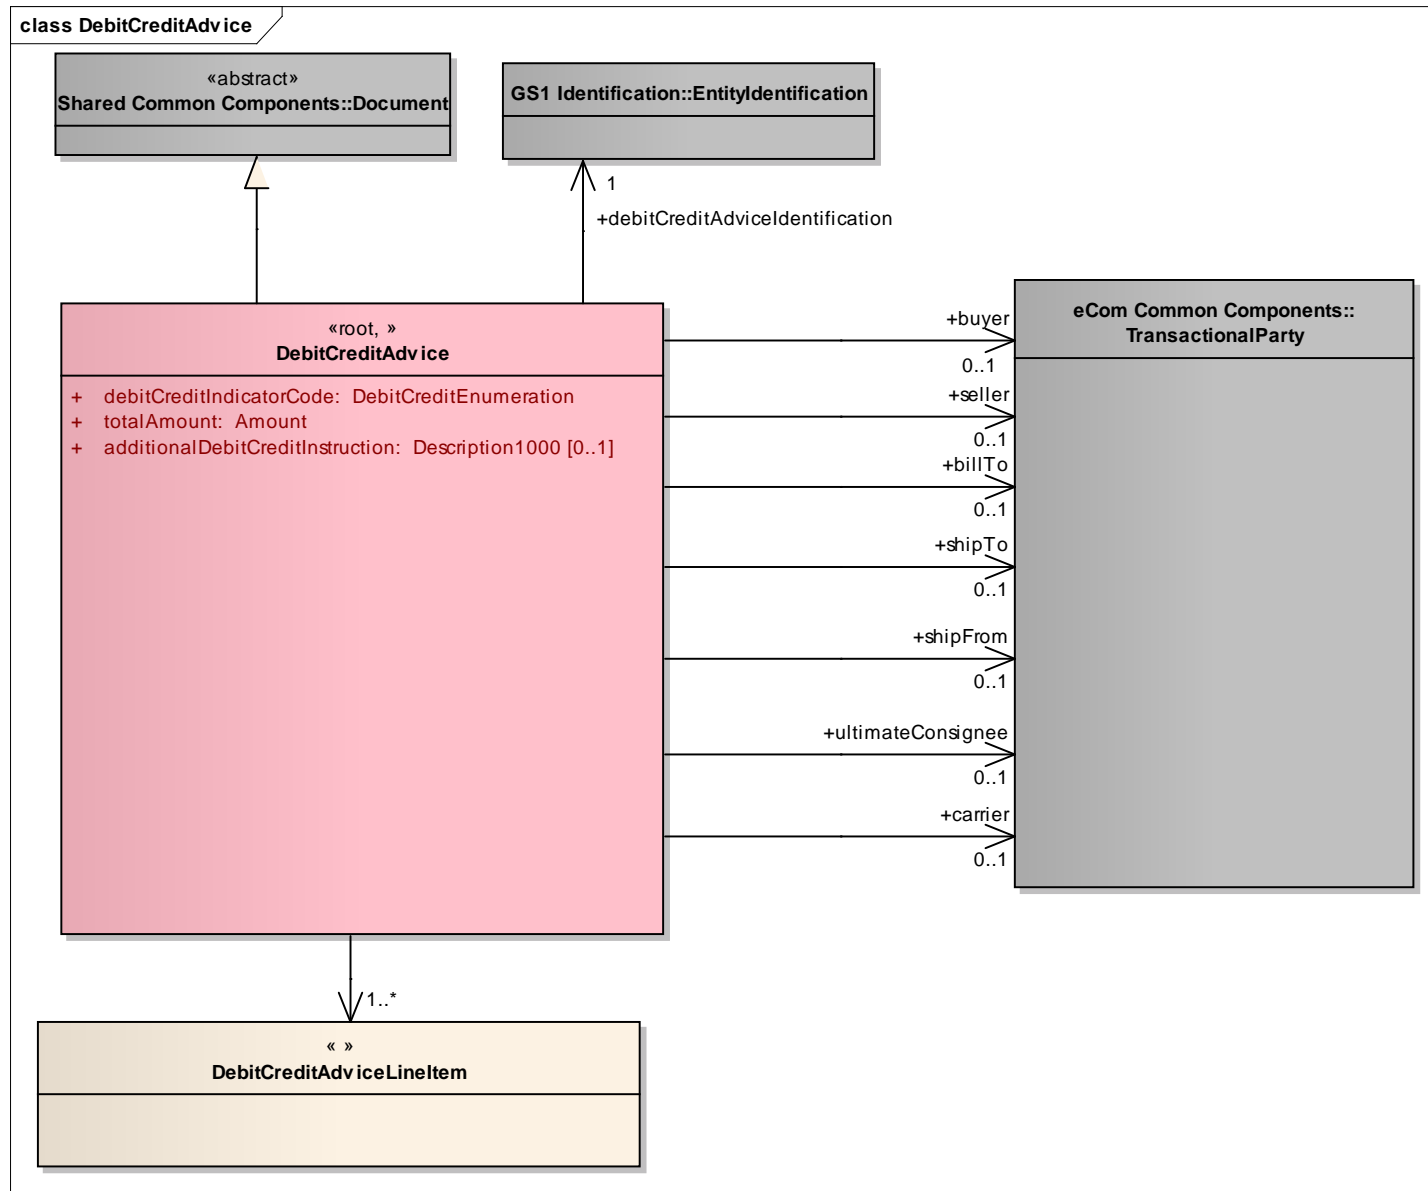 class DebitCreditAdvice
«abstract»
Shared Common Components::Document
GS1 Identification::EntityIdentification
1
+debitCreditAdviceIdentification
«root, »
DebitCreditAdvice
+ debitCreditIndicatorCode: DebitCreditEnumeration
+ totalAmount: Amount
+ additionalDebitCreditInstruction: Description1000 [0..1]
eCom Common Components::
TransactionalParty
+buyer
0..1
+seller
0..1
+billTo
0..1
+shipTo
0..1
+shipFrom
0..1
+ultimateConsignee
0..1
+carrier
0..1
1..*
« »
DebitCreditAdviceLineItem